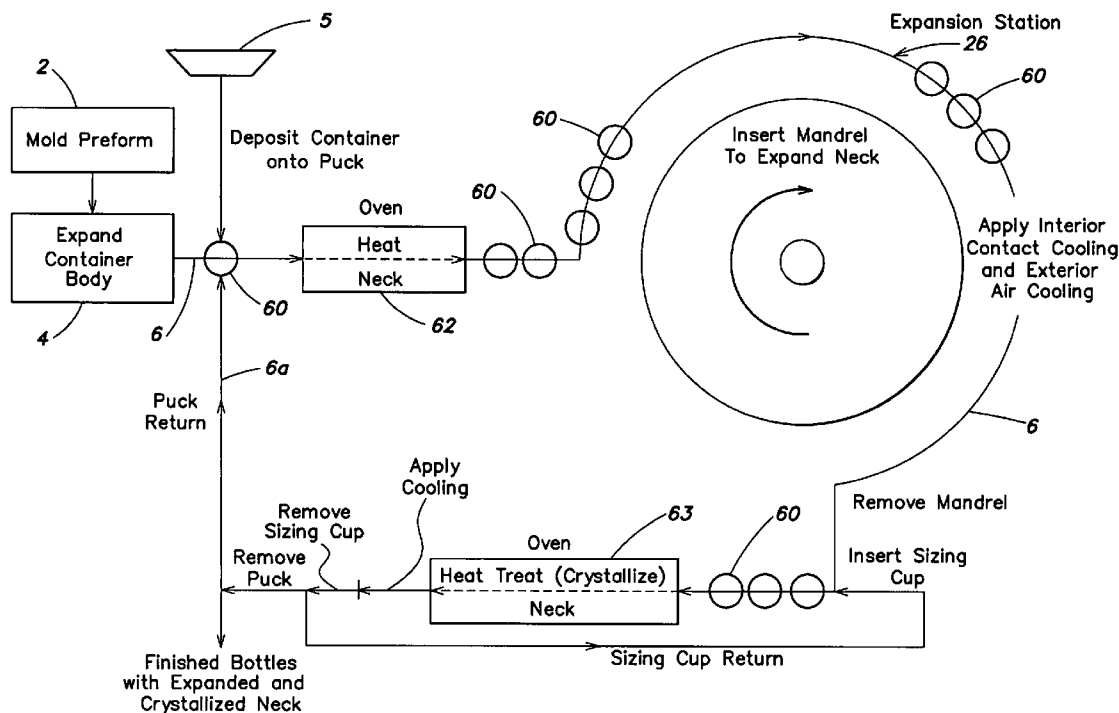 5
Expansion Station
26
60
2
Mold Preform
Deposit Container
onto Puck
60
Insert Mandrel
To Expand Neck
Oven
60
Expand
Container
Body
Heat
Neck
Apply Interior
Contact Cooling
and Exterior
Air Cooling
4
6
60
62
6a
Puck
Return
6
Apply
Cooling
Remove
Sizing Cup
63
60
Remove Mandrel
Remove
Puck
Oven
Insert Sizing
Cup
Heat Treat (Crystallize)
Neck
Sizing Cup Return
Finished Bottles
with Expanded and
Crystallized Neck